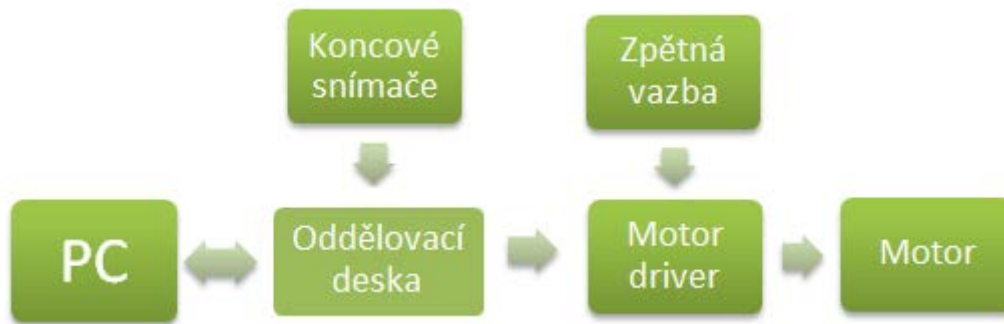 Koncové
snímače
Zpětná
vazba
PC
Oddělovací
deska
Motor
driver
Motor